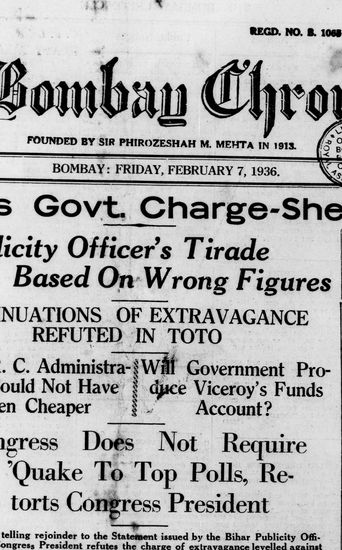 REGD. NO. B. 1065
Bombay Chro
FOUNDED BY SIR PHIROZESHAH M. MEHTA IN 1913.
BOMBAY: FRIDAY, FEBRUARY 7, 1936.
s Govt. Charge-She
licity Officer's Tirade
Based On Wrong Figures
NUATIONS OF EXTRAVAGANCE
REFUTED IN TOTO
. C. Administra-
ould Not Have
en Cheaper
Will Government Pro-
duce Viceroy's Funds
Account?
ngress Does Not Require
'Quake To Top Polls, Re-
torts Congress President
telling rejoinder to the Statement issued by the Bihar Publicity Offi-
Congress President refutes the charge of extravagance levelled against